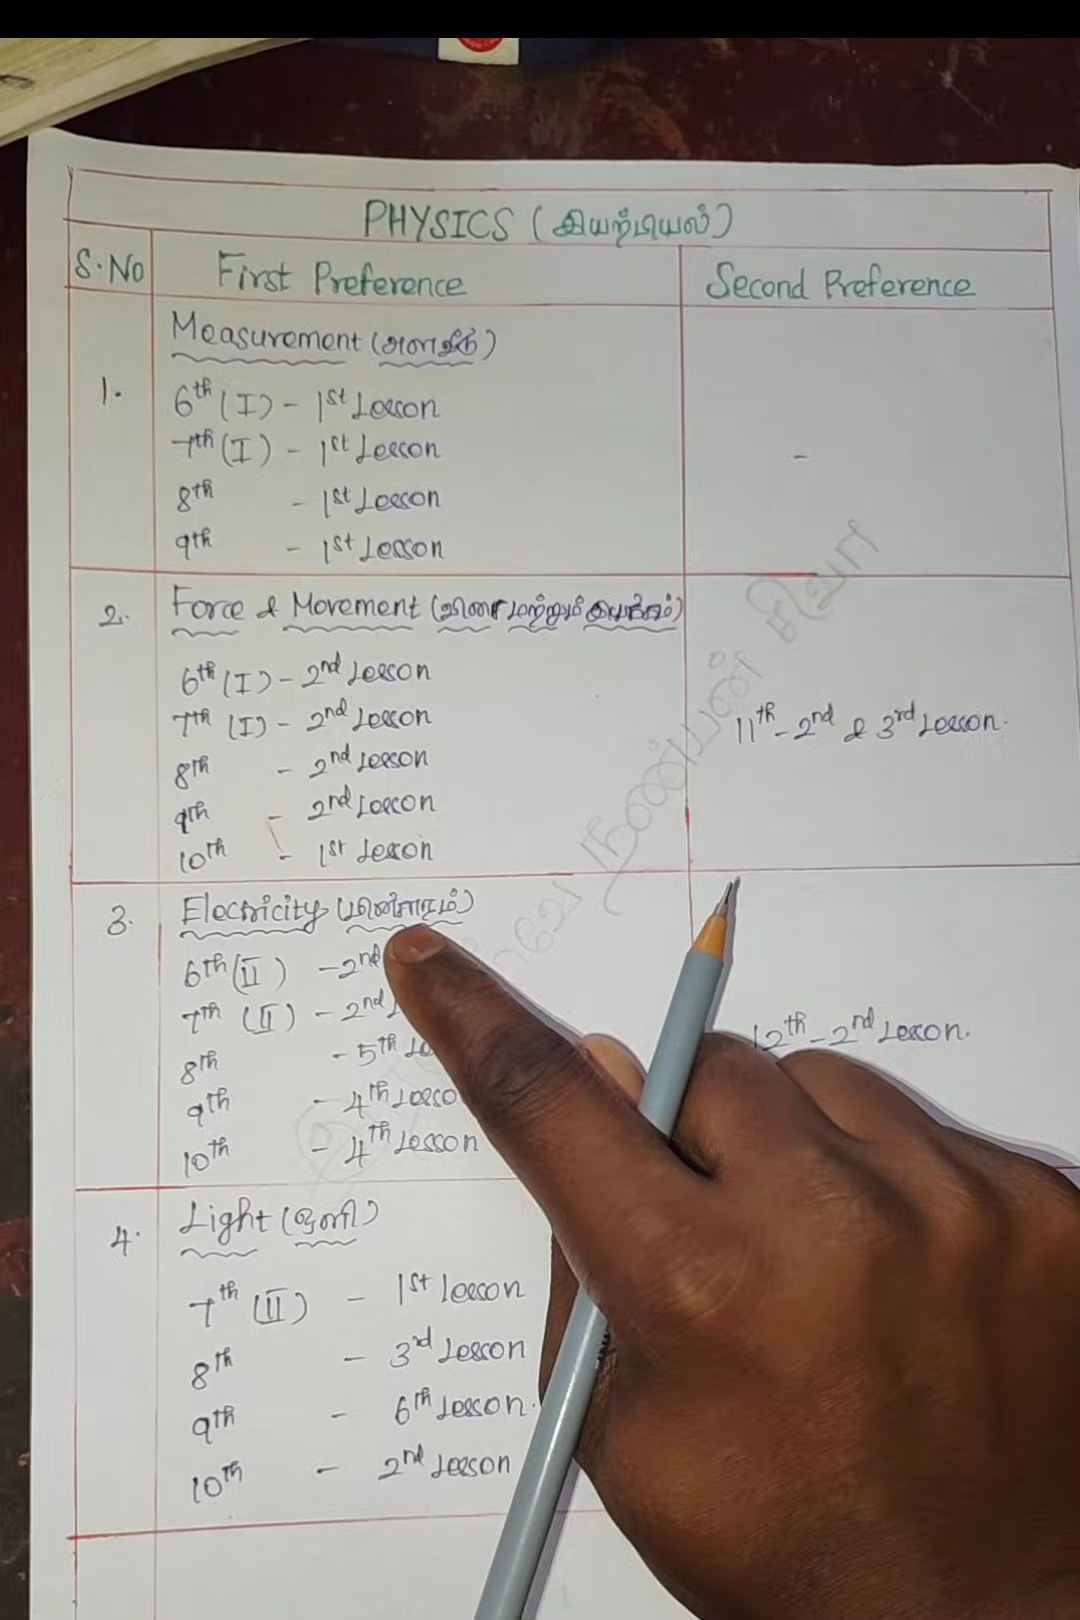 PHYSICS (இயற்பியல்)
S.No First Preference Second Preference
Measurement (அளவீடு)
1.
6th (I) - 1st Lesson
7th (I) - 1st Lesson
-
8th - 1st Lesson
9th - 1st Lesson
2. Force & Movement (விசை மற்றும் இயக்கம்)
6th (I) - 2nd Lesson
7th (I) - 2nd Lesson
11th - 2nd & 3rd Lesson.
8th - 2nd Lesson
9th - 2nd Lesson
10th - 1st Lesson
3. Electricity (மின்சாரம்)
6th (II) - 2nd
7th (II) - 2nd
12th - 2nd Lesson.
8th - 5th
9th - 4th
10th - 4th Lesson
4. Light (ஒளி)
7th (II) - 1st Lesson
8th - 3rd Lesson
9th - 6th Lesson.
10th - 2nd Lesson
நண்பன் சிவா